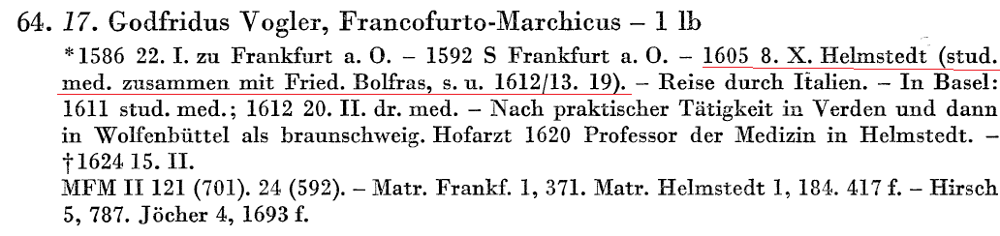 64. 17. Godfridus Vogler, Francofurto-Marchicus – 1 lb
*1586 22. I. zu Frankfurt a. O. – 1592 S Frankfurt a. O. – 1605 8. X. Helmstedt (stud.
med. zusammen mit Fried. Bolfras, s. u. 1612/13. 19). – Reise durch Italien. – In Basel:
1611 stud. med.; 1612 20. II. dr. med. – Nach praktischer Tätigkeit in Verden und dann
in Wolfenbüttel als braunschweig. Hofarzt 1620 Professor der Medizin in Helmstedt. –
†1624 15. II.
MFM II 121 (701). 24 (592). – Matr. Frankf. 1, 371. Matr. Helmstedt 1, 184. 417 f. – Hirsch
5, 787. Jöcher 4, 1693 f.